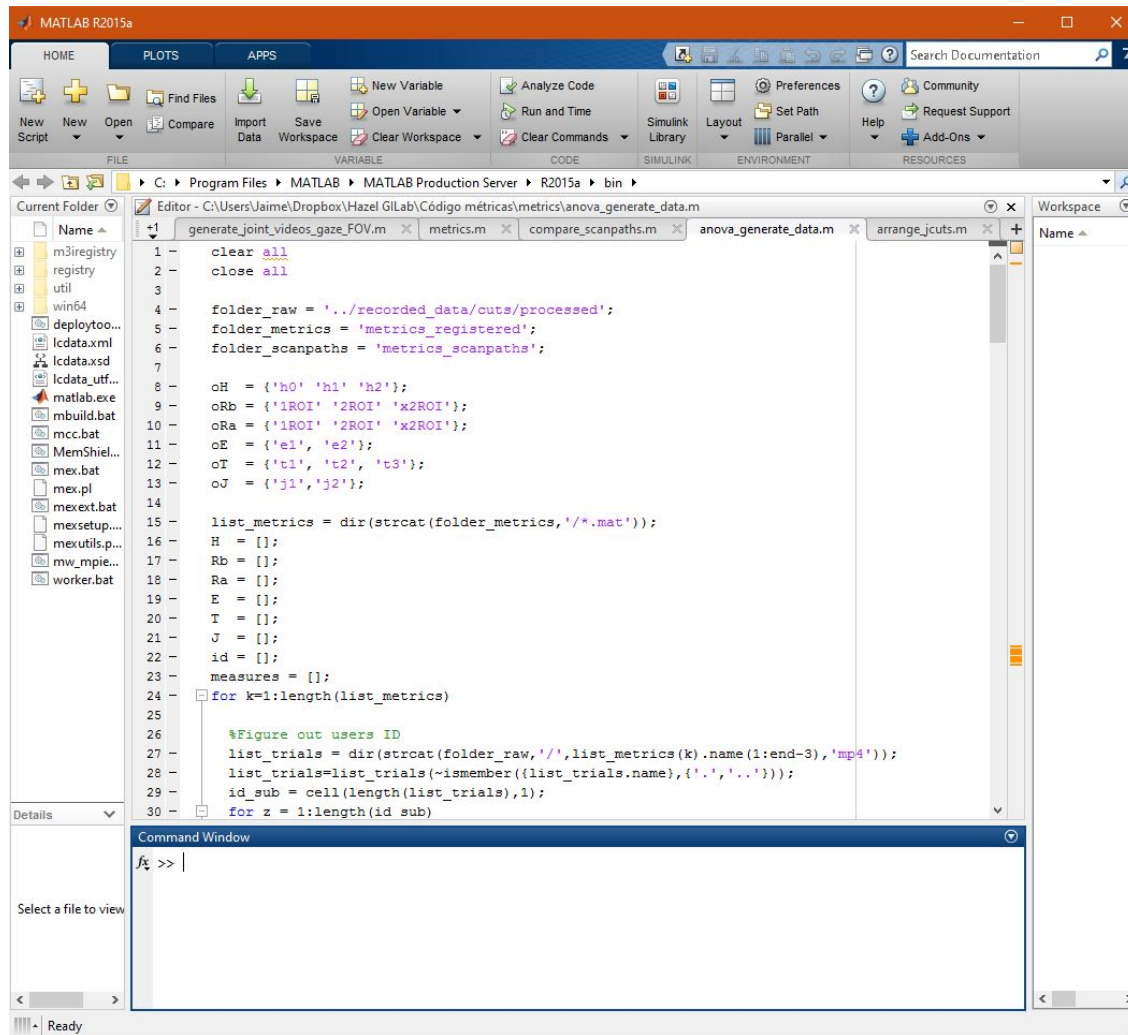 MATLAB R2015a
HOME PLOTS APPS Search Documentation
New Script New Open Find Files Compare Import Data Save Workspace New Variable Open Variable Clear Workspace Analyze Code Run and Time Clear Commands Simulink Library Layout Preferences Set Path Parallel Help Community Request Support Add-Ons
FILE VARIABLE CODE SIMULINK ENVIRONMENT RESOURCES
C: Program Files MATLAB MATLAB Production Server R2015a bin
Current Folder
Name
m3iregistry
registry
util
win64
deploytoo...
lcdata.xml
lcdata.xsd
lcdata_utf...
matlab.exe
mbuild.bat
mcc.bat
MemShiel...
mex.bat
mex.pl
mexext.bat
mexsetup....
mexutils.p...
mw_mpie...
worker.bat
Details
Select a file to view
Editor - C:\Users\Jaime\Dropbox\Hazel GILab\Código métricas\metrics\anova_generate_data.m
+1 generate_joint_videos_gaze_FOV.m metrics.m compare_scanpaths.m anova_generate_data.m arrange_jcuts.m
1 - clear all
2 - close all
3
4 - folder_raw = '../recorded_data/cuts/processed';
5 - folder_metrics = 'metrics_registered';
6 - folder_scanpaths = 'metrics_scanpaths';
7
8 - oH = {'h0' 'h1' 'h2'};
9 - oRb = {'1ROI' '2ROI' 'x2ROI'};
10 - oRa = {'1ROI' '2ROI' 'x2ROI'};
11 - oE = {'e1', 'e2'};
12 - oT = {'t1', 't2', 't3'};
13 - oJ = {'j1','j2'};
14
15 - list_metrics = dir(strcat(folder_metrics,'/*.mat'));
16 - H = [];
17 - Rb = [];
18 - Ra = [];
19 - E = [];
20 - T = [];
21 - J = [];
22 - id = [];
23 - measures = [];
24 - for k=1:length(list_metrics)
25
26 %Figure out users ID
27 - list_trials = dir(strcat(folder_raw,'/',list_metrics(k).name(1:end-3),'mp4'));
28 - list_trials=list_trials(~ismember({list_trials.name},{'.','..'}));
29 - id_sub = cell(length(list_trials),1);
30 - for z = 1:length(id_sub)
Command Window
fx >>
Workspace
Name
Ready